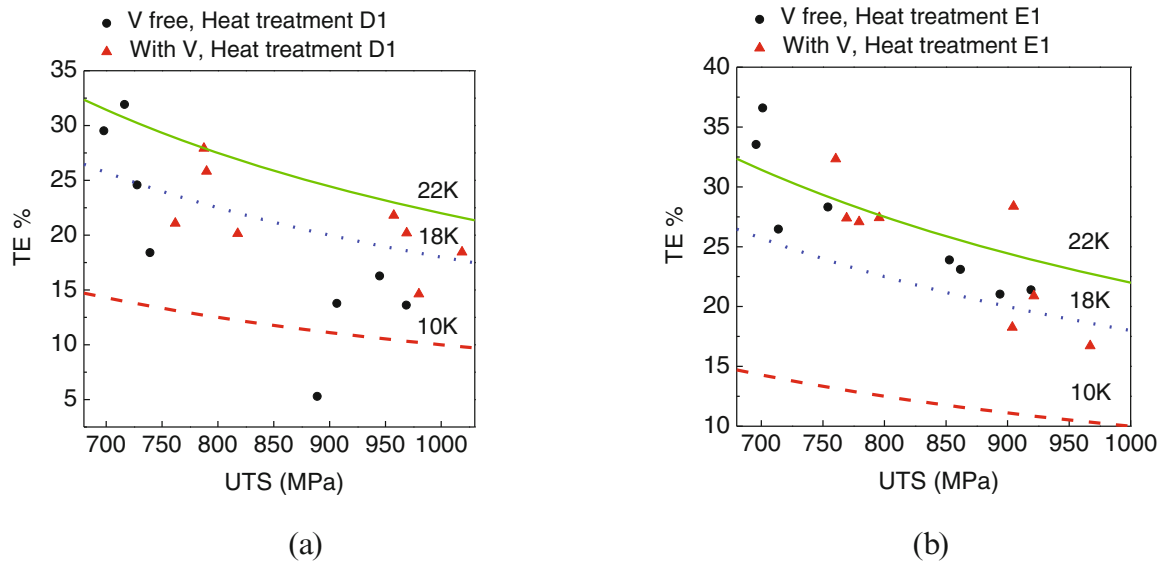 V free, Heat treatment D1
With V, Heat treatment D1
35
30
25
20
15
10
5
TE %
22K
18K
10K
700 750 800 850 900 950 1000
UTS (MPa)
(a)
V free, Heat treatment E1
With V, Heat treatment E1
40
35
30
25
20
15
10
TE %
22K
18K
10K
700 750 800 850 900 950 1000
UTS (MPa)
(b)